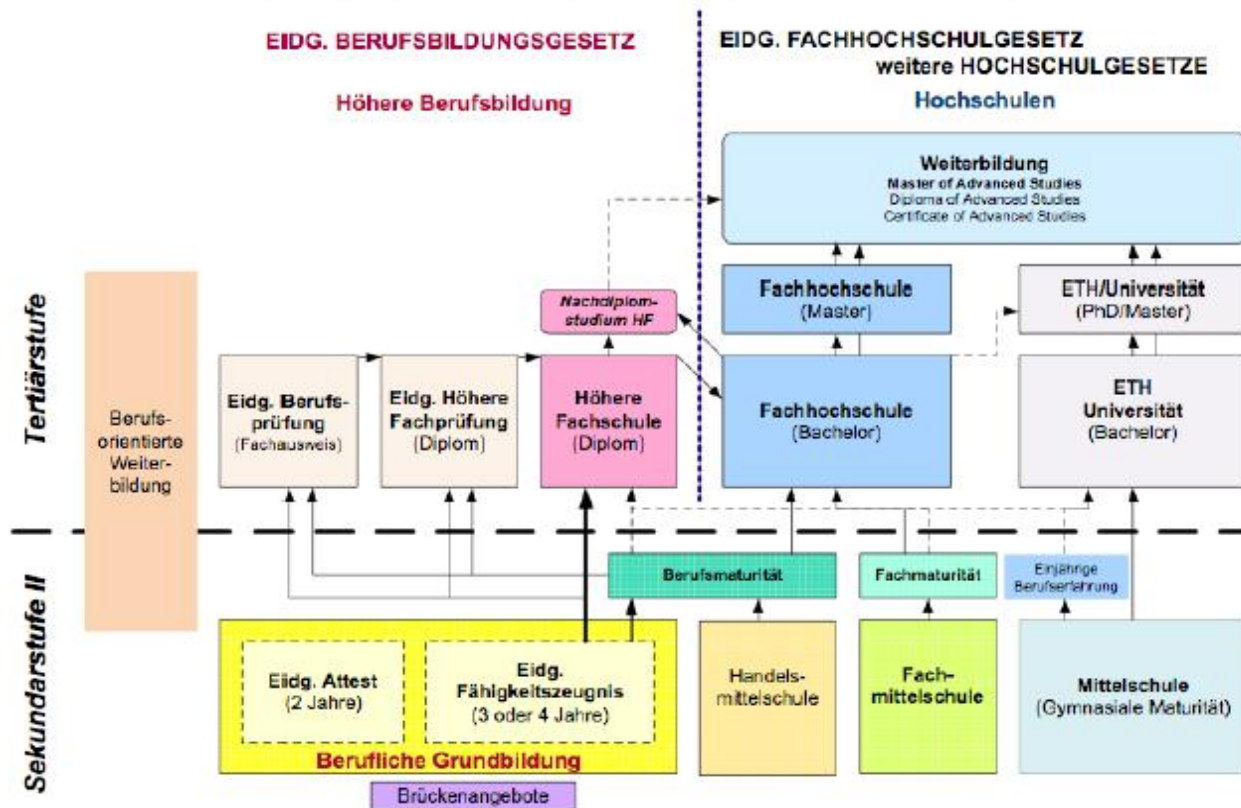 EIDG. BERUFSBILDUNGSGESETZ
EIDG. FACHHOCHSCHULGESETZ
weitere HOCHSCHULGESETZE
Höhere Berufsbildung
Hochschulen
Weiterbildung
Master of Advanced Studies
Diploma of Advanced Studies
Certificate of Advanced Studies
Tertiärstufe
Berufs-
orientierte
Weiter-
bildung
Nachdiplom-
studium HF
Fachhochschule
(Master)
ETH/Universität
(PhD/Master)
Eidg. Berufs-
prüfung
(Fachausweis)
Eidg. Höhere
Fachprüfung
(Diplom)
Höhere
Fachschule
(Diplom)
Fachhochschule
(Bachelor)
ETH
Universität
(Bachelor)
Sekundarstufe II
Berufsmaturität
Fachmaturität
Einjährige
Berufserfahrung
Eiidg. Attest
(2 Jahre)
Eidg.
Fähigkeitszeugnis
(3 oder 4 Jahre)
Berufliche Grundbildung
Handels-
mittelschule
Fach-
mittelschule
Mittelschule
(Gymnasiale Maturität)
Brückenangebote